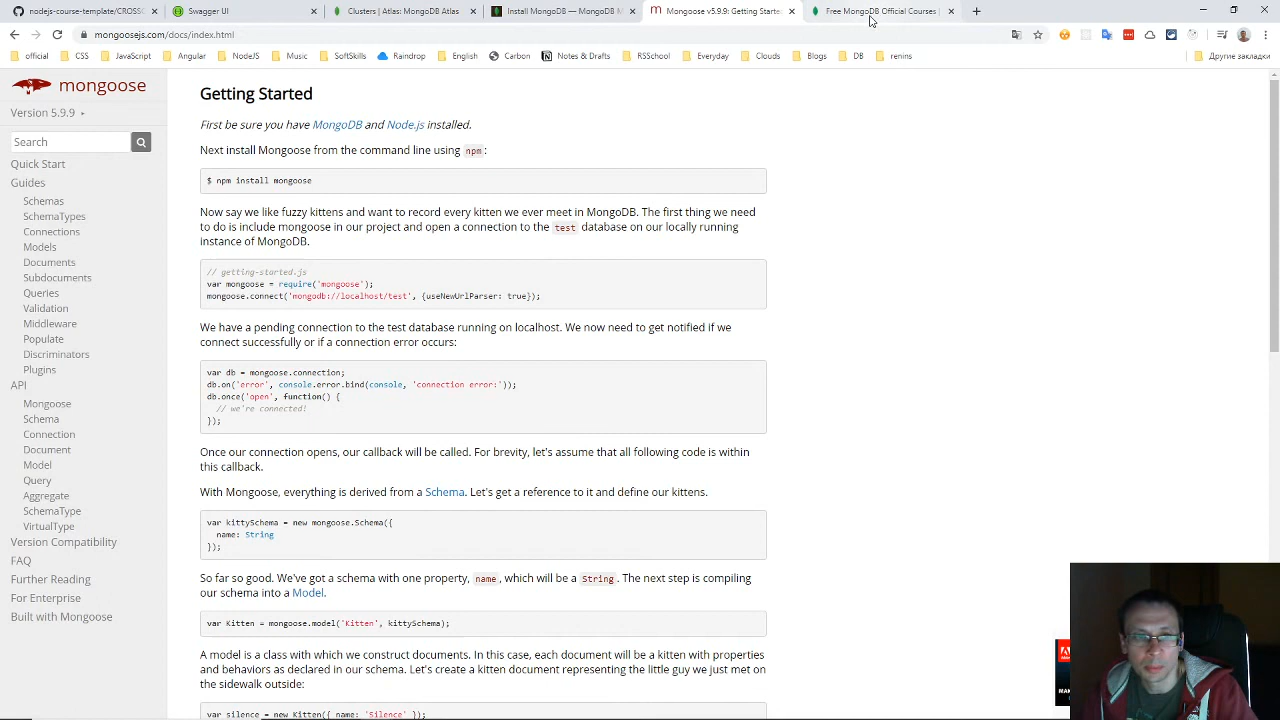 node-course-template/CROSS
Swagger UI
Clusters | Atlas: MongoDB Atlas
Install MongoDB — MongoDB M
Mongoose v5.9.9: Getting Starte
Free MongoDB Official Courses |
mongoosejs.com/docs/index.html
official
CSS
JavaScript
Angular
NodeJS
Music
SoftSkills
Raindrop
English
Carbon
Notes & Drafts
RSSchool
Everyday
Clouds
Blogs
DB
renins
Другие закладки
mongoose
Version 5.9.9
Search
Quick Start
Guides
Schemas
SchemaTypes
Connections
Models
Documents
Subdocuments
Queries
Validation
Middleware
Populate
Discriminators
Plugins
API
Mongoose
Schema
Connection
Document
Model
Query
Aggregate
SchemaType
VirtualType
Version Compatibility
FAQ
Further Reading
For Enterprise
Built with Mongoose
Getting Started
First be sure you have MongoDB and Node.js installed.
Next install Mongoose from the command line using npm:
$ npm install mongoose
Now say we like fuzzy kittens and want to record every kitten we ever meet in MongoDB. The first thing we need
to do is include mongoose in our project and open a connection to the test database on our locally running
instance of MongoDB.
// getting-started.js
var mongoose = require('mongoose');
mongoose.connect('mongodb://localhost/test', {useNewUrlParser: true});
We have a pending connection to the test database running on localhost. We now need to get notified if we
connect successfully or if a connection error occurs:
var db = mongoose.connection;
db.on('error', console.error.bind(console, 'connection error:'));
db.once('open', function() {
// we're connected!
});
Once our connection opens, our callback will be called. For brevity, let's assume that all following code is within
this callback.
With Mongoose, everything is derived from a Schema. Let's get a reference to it and define our kittens.
var kittySchema = new mongoose.Schema({
name: String
});
So far so good. We've got a schema with one property, name, which will be a String. The next step is compiling
our schema into a Model.
var Kitten = mongoose.model('Kitten', kittySchema);
A model is a class with which we construct documents. In this case, each document will be a kitten with properties
and behaviors as declared in our schema. Let's create a kitten document representing the little guy we just met on
the sidewalk outside:
var silence = new Kitten({ name: 'Silence' });